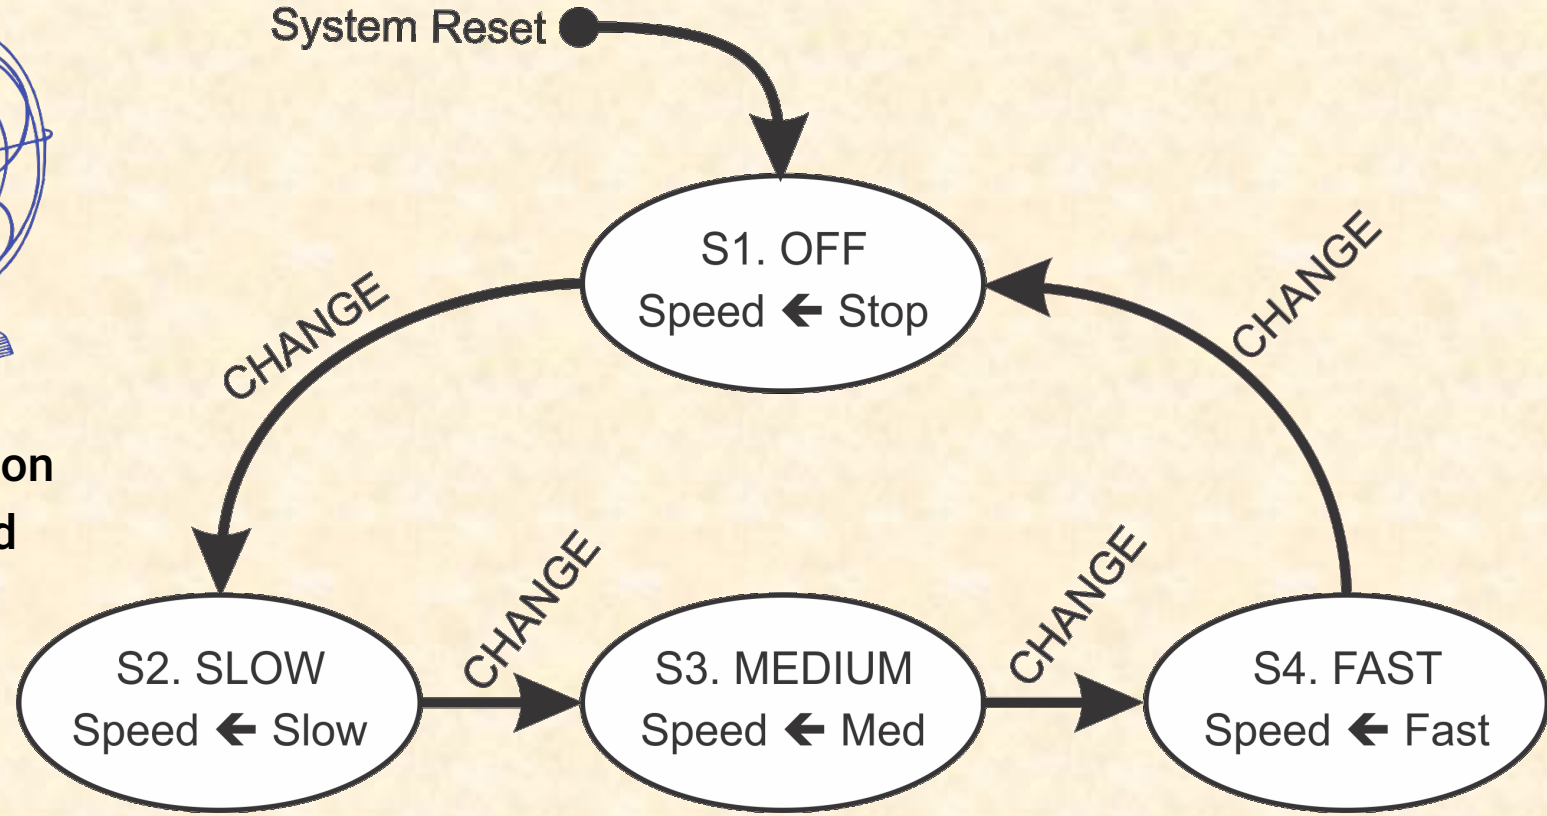 System Reset
S1. OFF
Speed 🡰 Stop
CHANGE
CHANGE
on
d
CHANGE
CHANGE
S2. SLOW
Speed 🡰 Slow
S3. MEDIUM
Speed 🡰 Med
S4. FAST
Speed 🡰 Fast